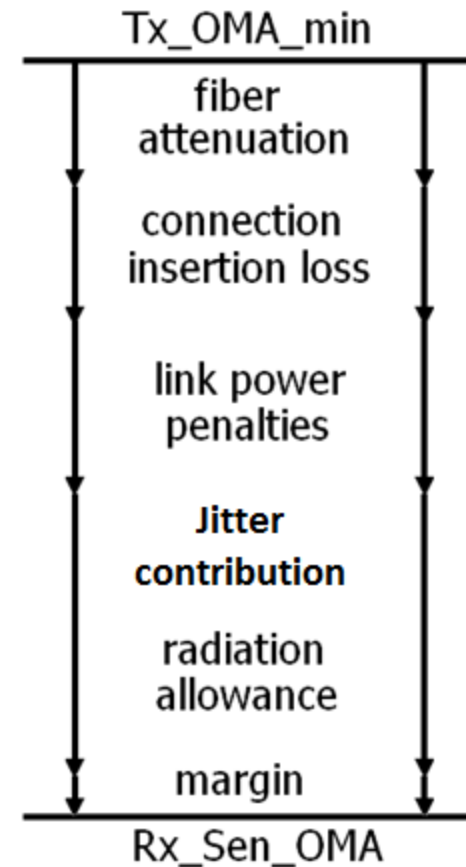 Tx_OMA_min
fiber
attenuation
connection
insertion loss
link power
penalties
Jitter
contribution
radiation
allowance
margin
Rx_Sen_OMA